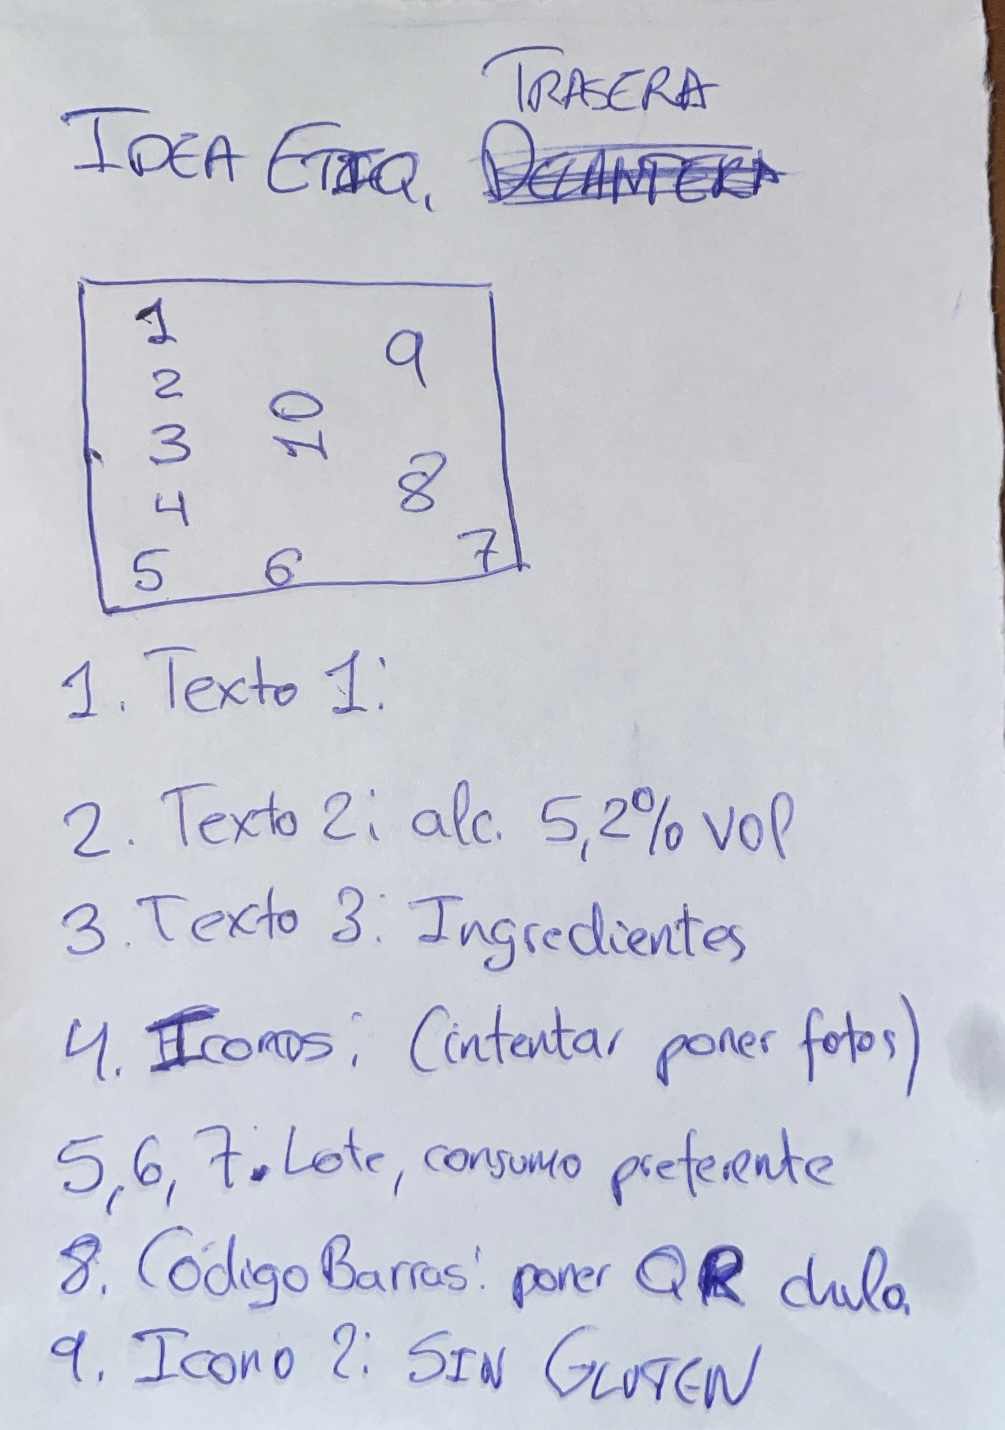 TRASERA
IDEA ETIQ. DELANTERA
1
9
2
10
3
8
4
7
5 6
1. Texto 1:
2. Texto 2: alc. 5,2% vol
3. Texto 3: Ingredientes
4. Iconos: (intentar poner fotos)
5,6,7. Lote, consumo preferente
8. Código Barras: poner QR chulo
9. Icono 2: SIN GLUTEN